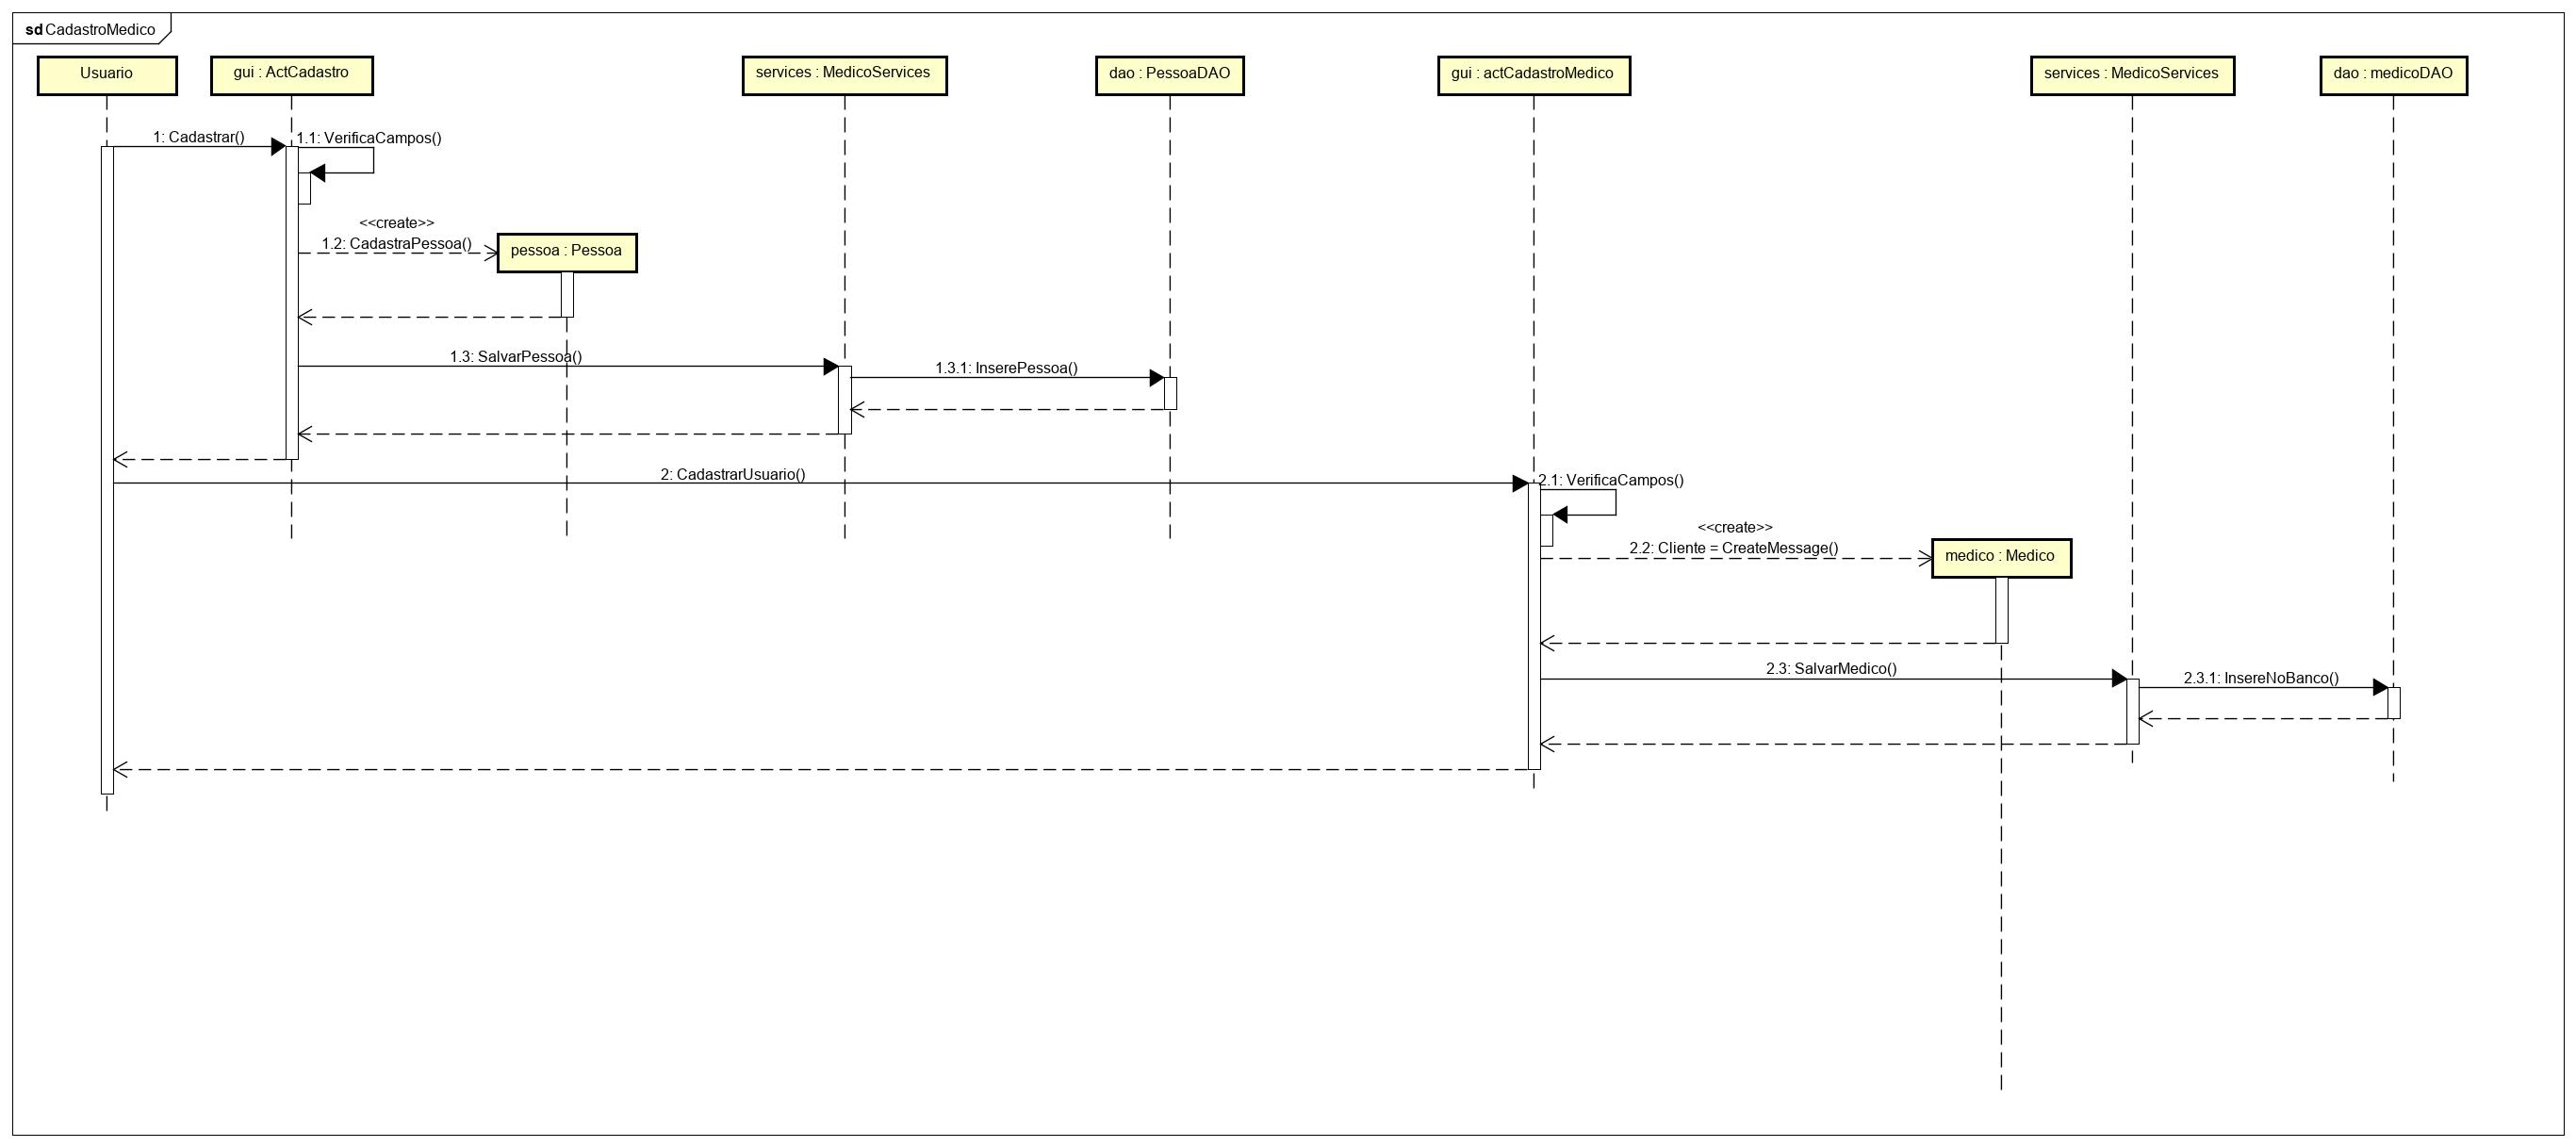 sd CadastroMedico
Usuario
gui : ActCadastro
services : MedicoServices
dao : PessoaDAO
gui : actCadastroMedico
services : MedicoServices
dao : medicoDAO
1: Cadastrar()
1.1: VerificaCampos()
<<create>>
1.2: CadastraPessoa()
pessoa : Pessoa
1.3: SalvarPessoa()
1.3.1: InserePessoa()
2: CadastrarUsuario()
2.1: VerificaCampos()
<<create>>
2.2: Cliente = CreateMessage()
medico : Medico
2.3: SalvarMedico()
2.3.1: InsereNoBanco()